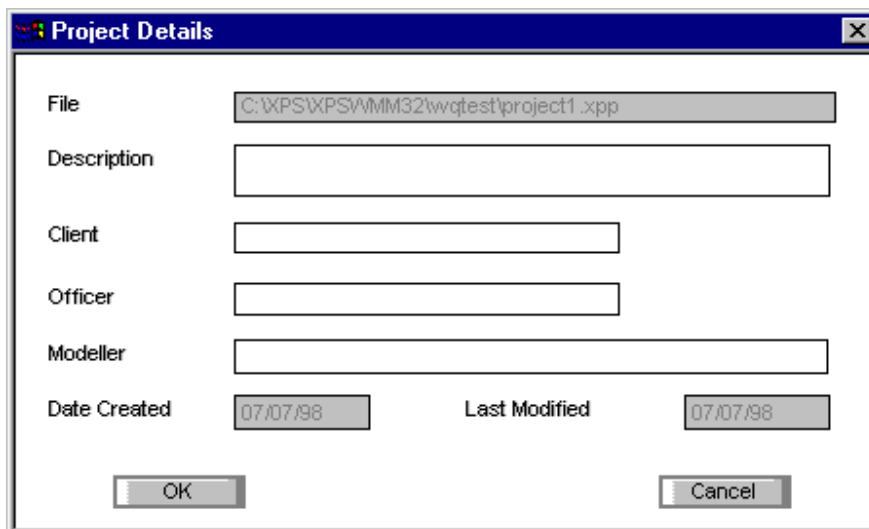 Project Details
File C:\XPS\XPSWMM32\wqtest\project1.xpp
Description
Client
Officer
Modeller
Date Created 07/07/98 Last Modified 07/07/98
OK Cancel